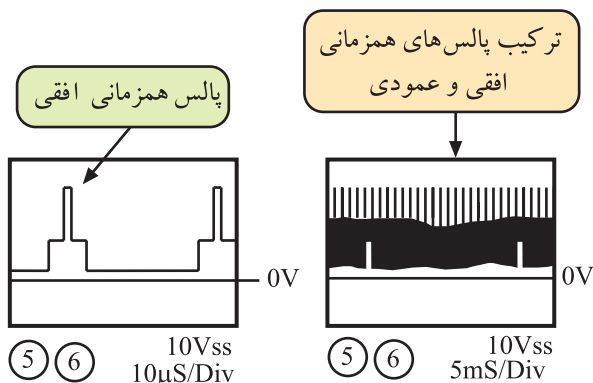 ترکیب پالس‌های همزمانی
افقی و عمودی
پالس همزمانی افقی
0V
0V
5 6
10Vss
10µS/Div
5 6
10Vss
5mS/Div